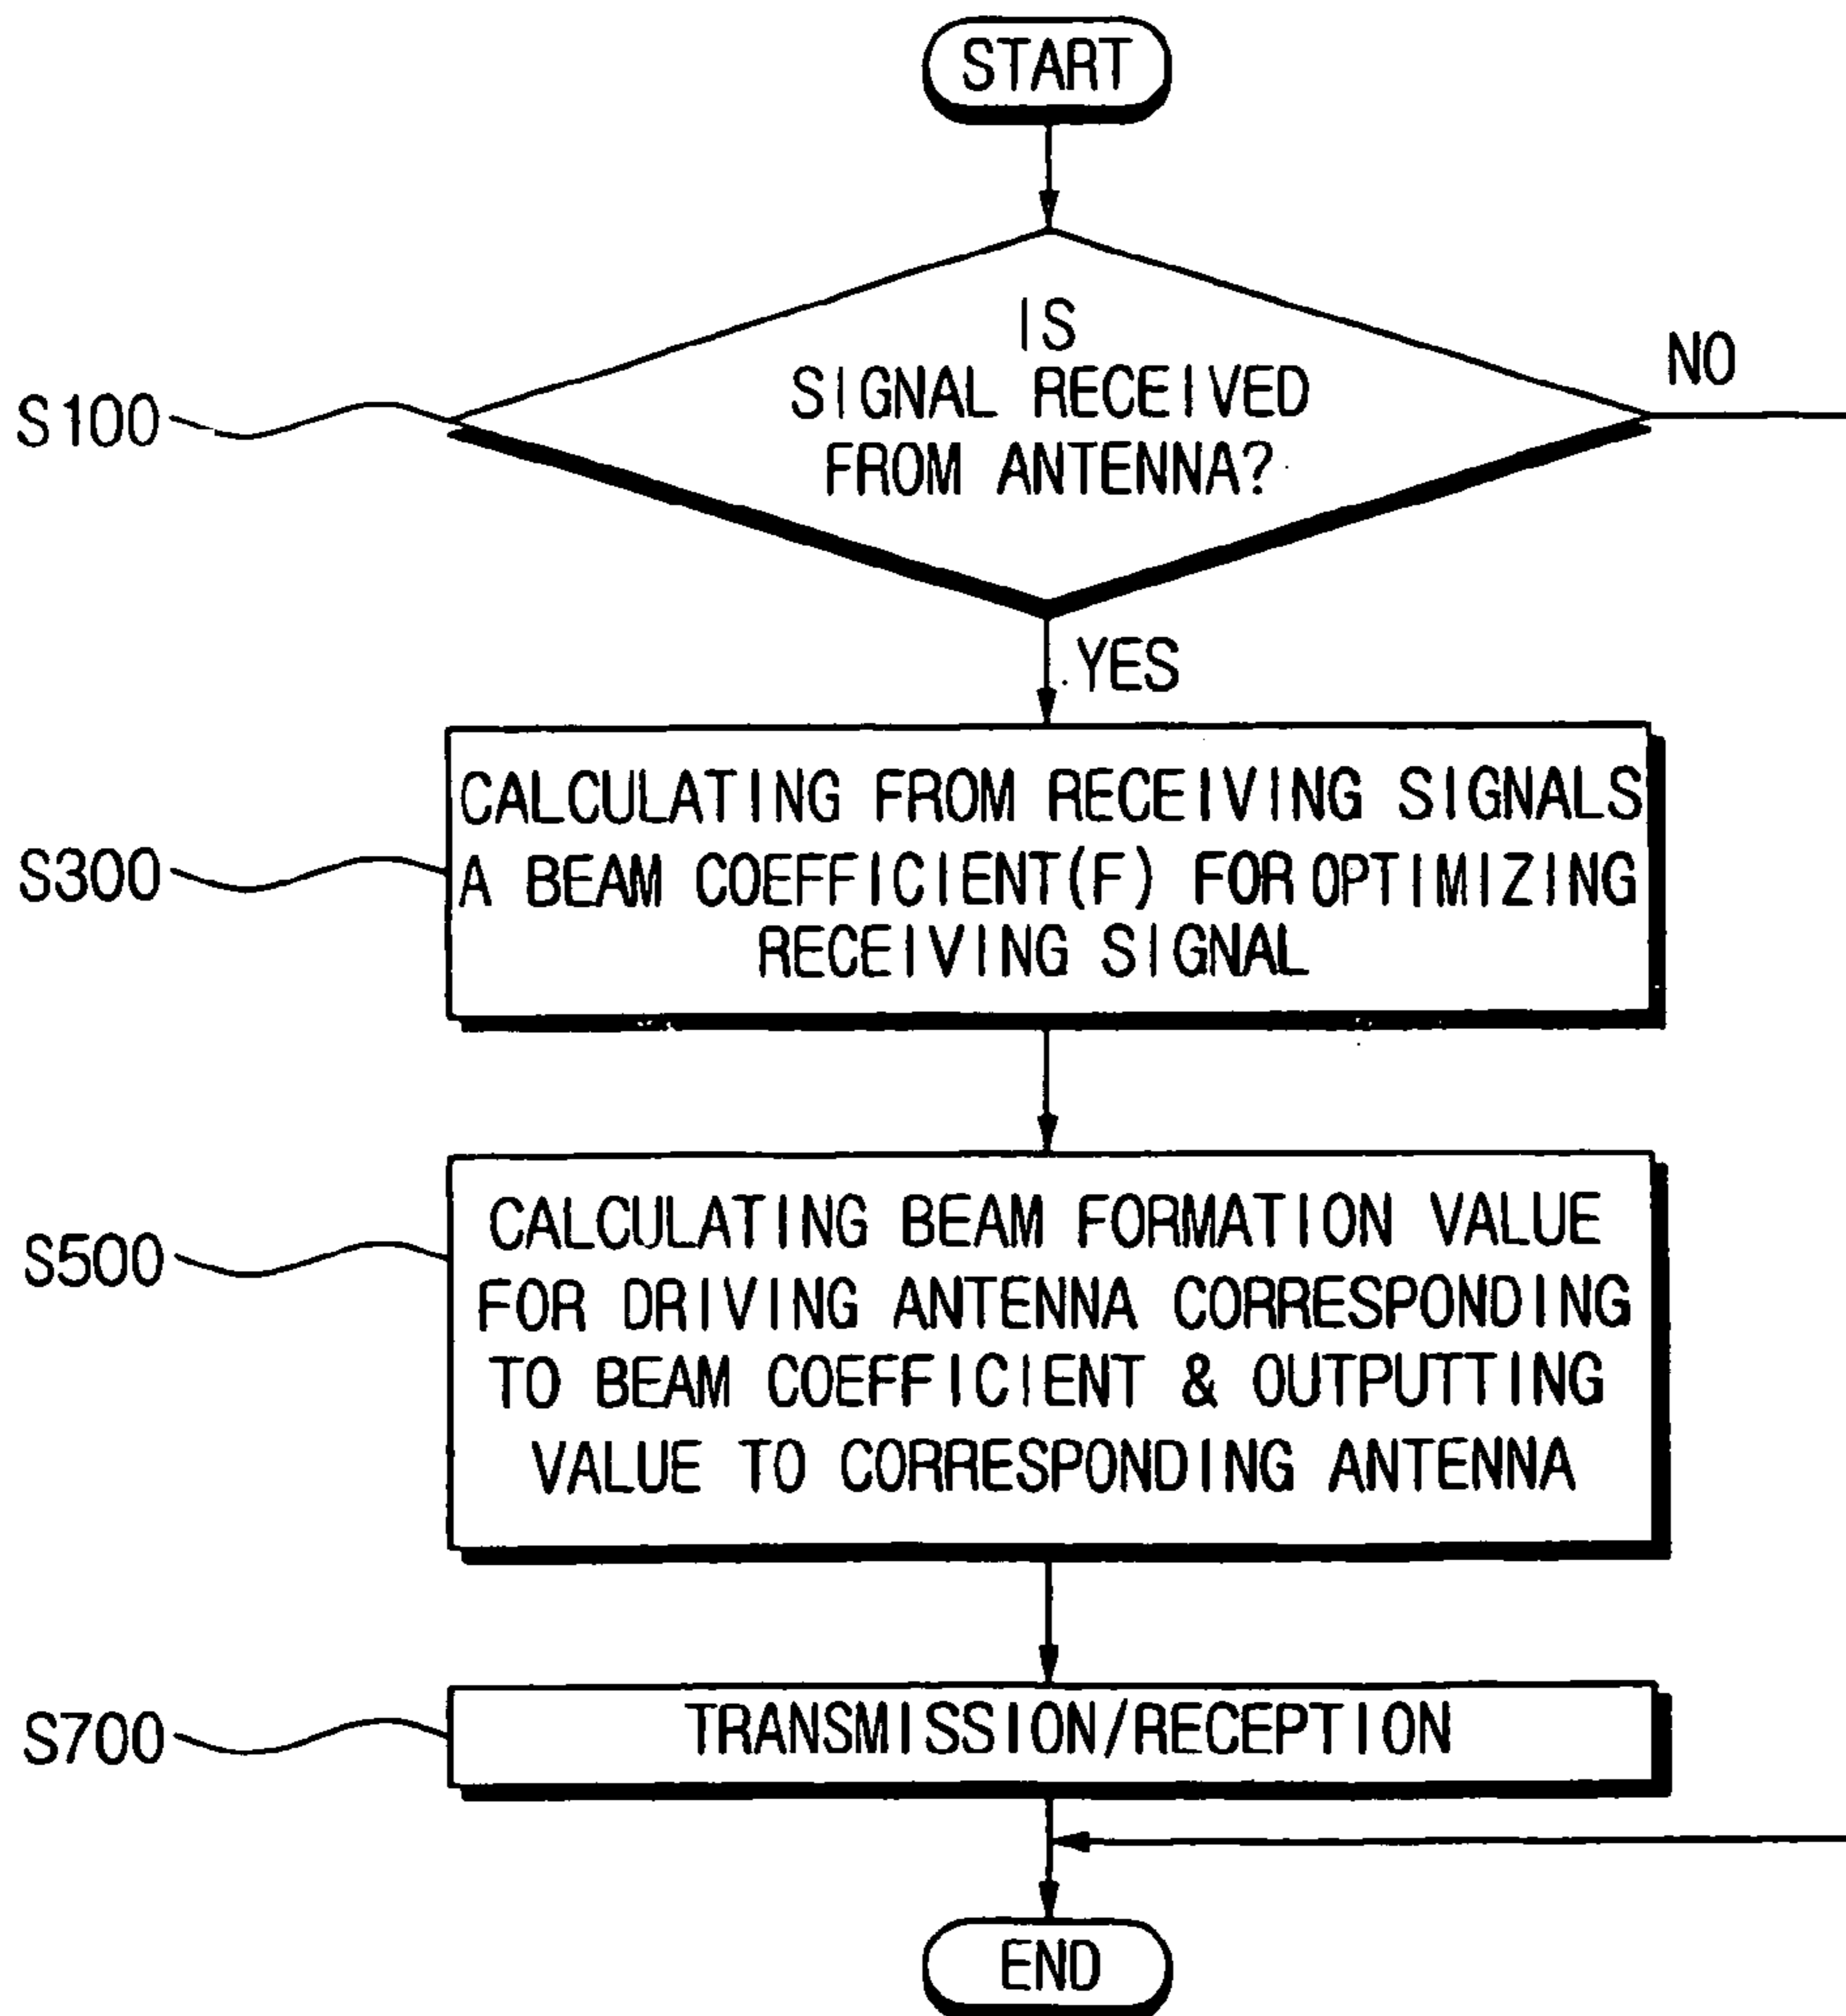 START
IS
SIGNAL RECEIVED
FROM ANTENNA?
NO
S100
YES
CALCULATING FROM RECEIVING SIGNALS
A BEAM COEFFICIENT(F) FOR OPTIMIZING
RECEIVING SIGNAL
S300
CALCULATING BEAM FORMATION VALUE
FOR DRIVING ANTENNA CORRESPONDING
TO BEAM COEFFICIENT & OUTPUTTING
VALUE TO CORRESPONDING ANTENNA
S500
TRANSMISSION/RECEPTION
S700
END